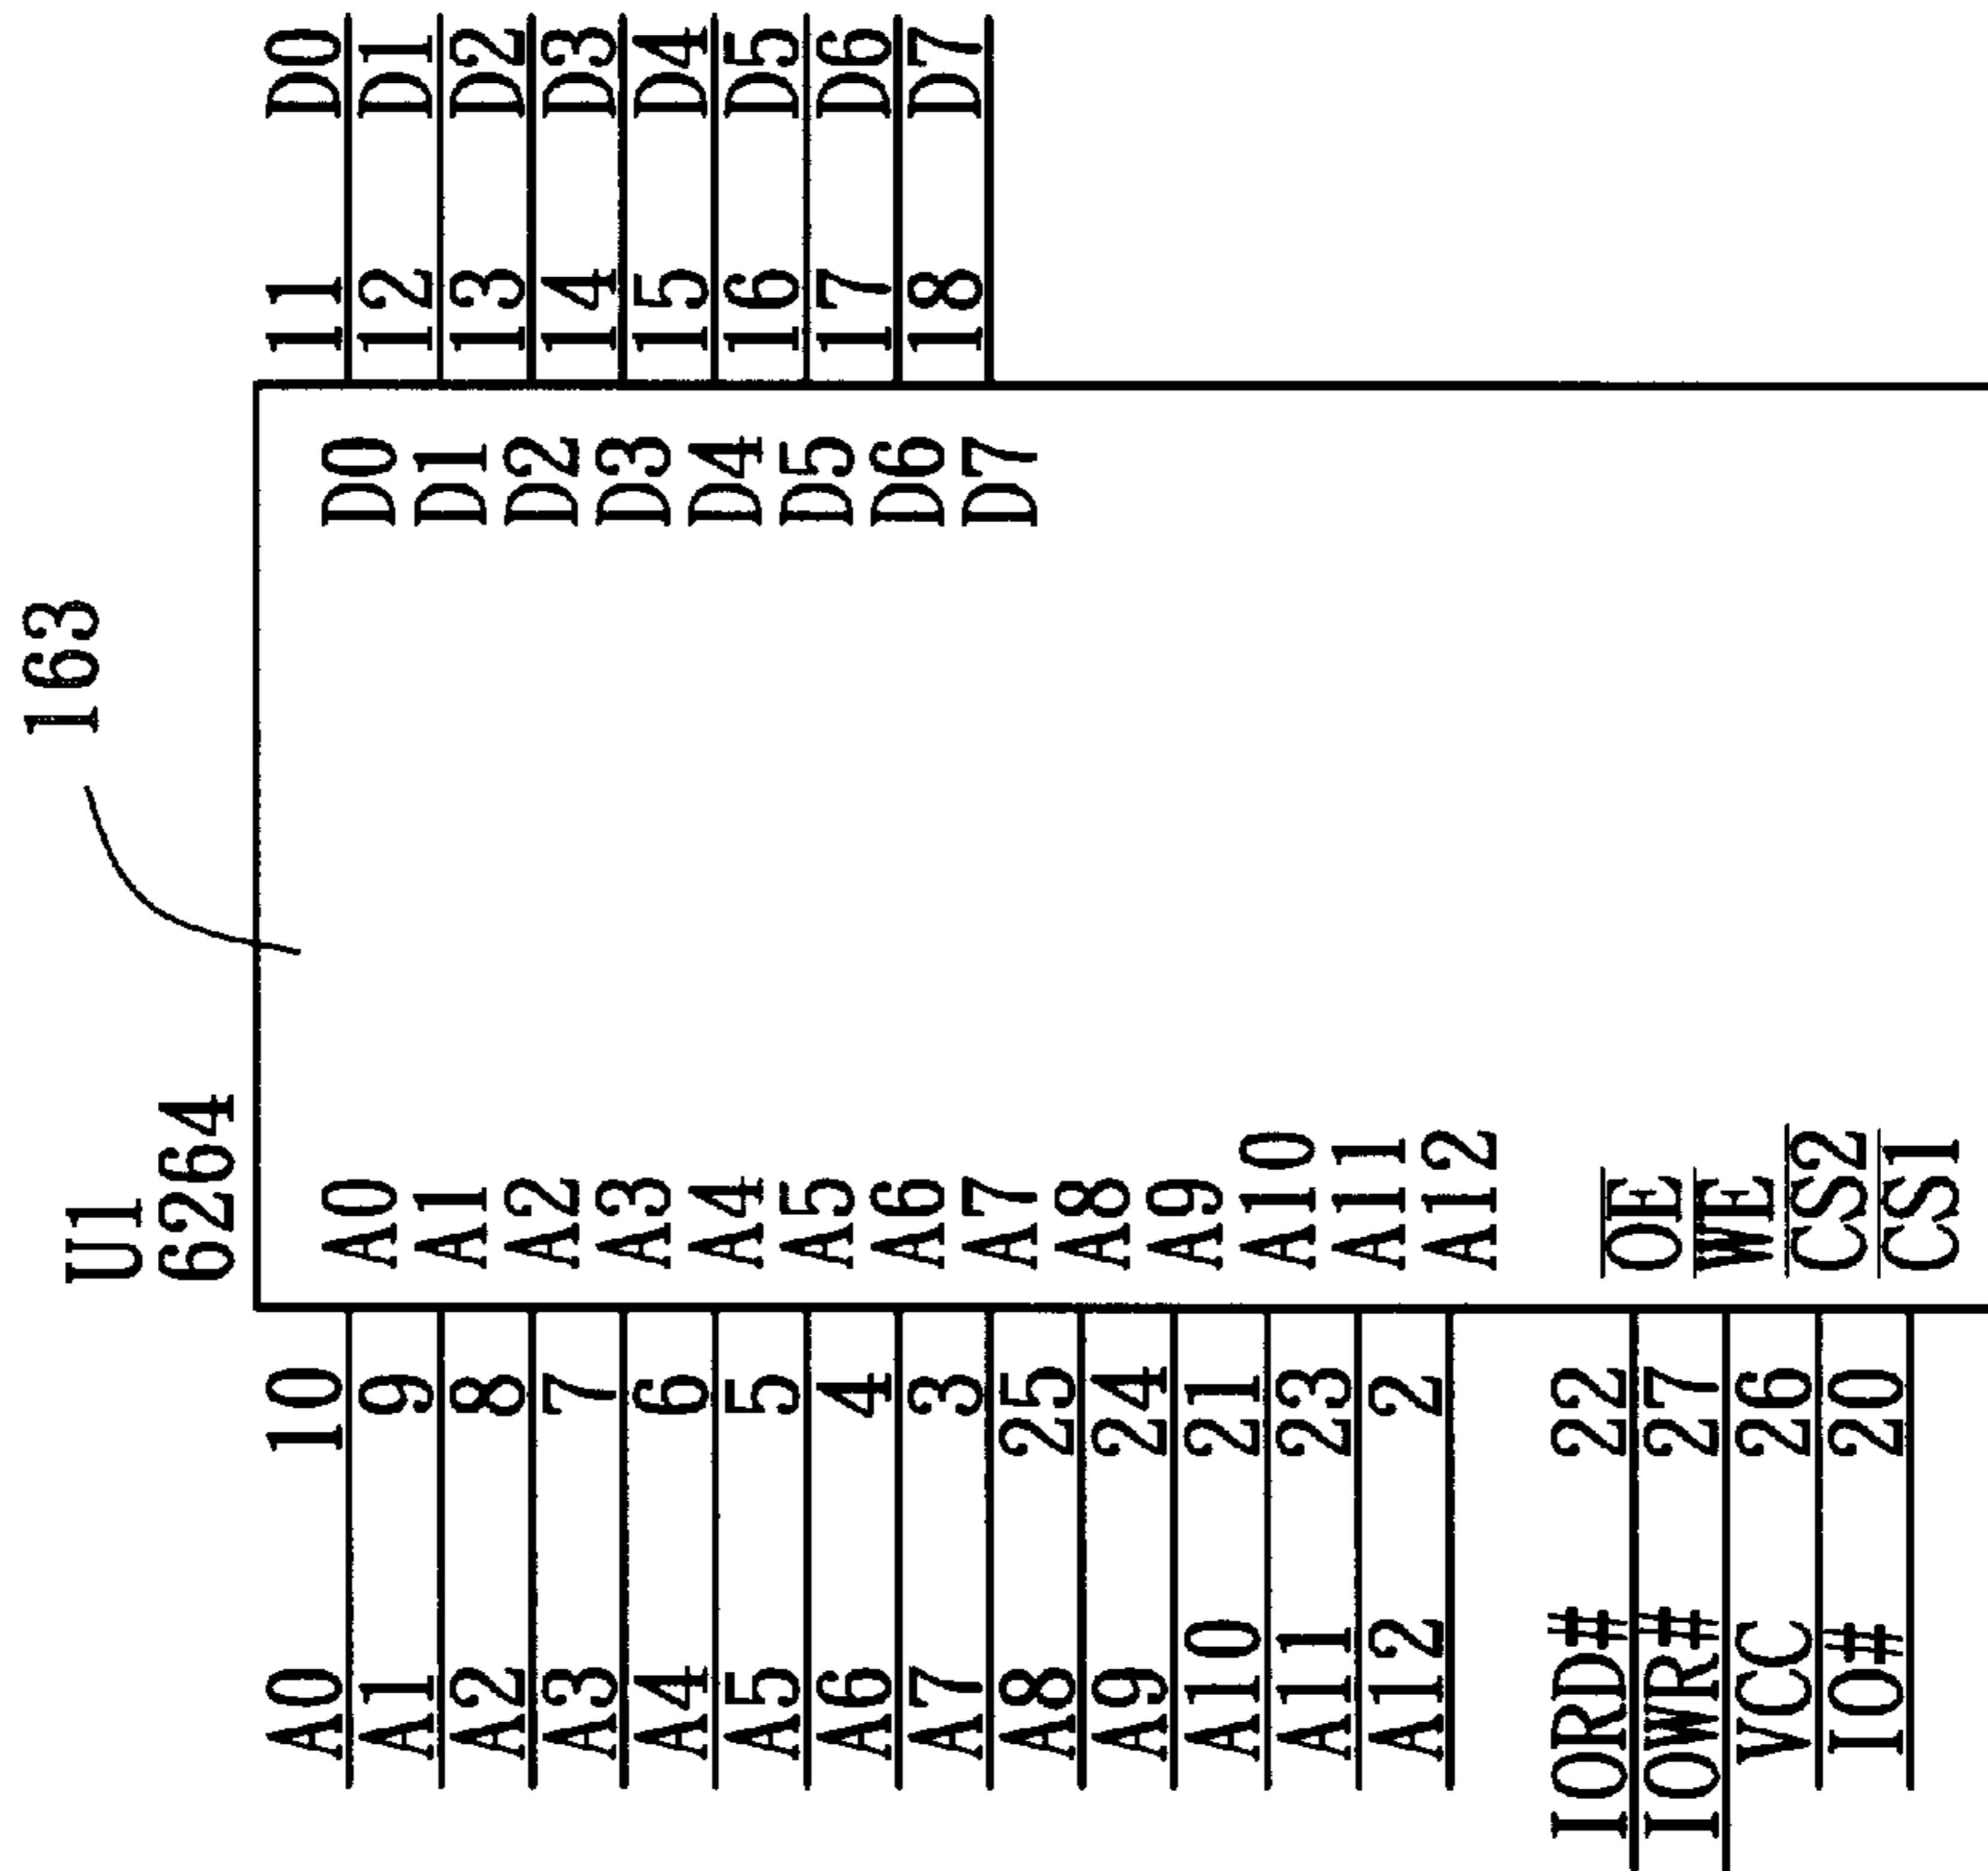 163
U1
6264
A0 10 A0 D0 11 D0
A1 9 A1 D1 12 D1
A2 8 A2 D2 13 D2
A3 7 A3 D3 14 D3
A4 6 A4 D4 15 D4
A5 5 A5 D5 16 D5
A6 4 A6 D6 17 D6
A7 3 A7 D7 18 D7
A8 25 A8
A9 24 A9
A10 21 A10
A11 23 A11
A12 2 A12
IORD# 22 OE
IOWR# 27 WE
VCC 26 CS2
IO# 20 CS1